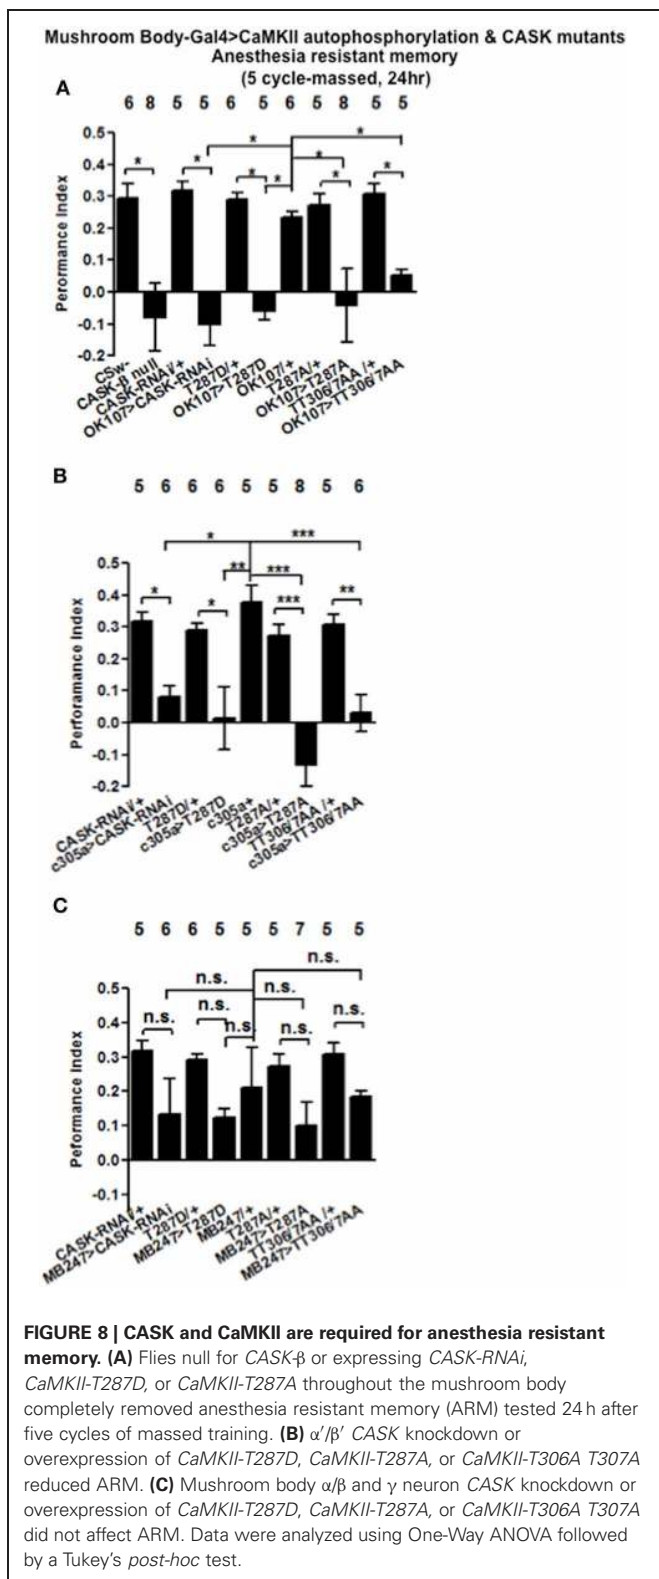 Mushroom Body-Gal4>CaMKII autophosphorylation & CASK mutants
Anesthesia resistant memory
(5 cycle-massed, 24hr)
A
6 8 5 5 6 5 6 5 8 5 5
* * * * * * * * *
0.5
0.4
0.3
0.2
0.1
0.0
-0.1
-0.2
Perormance Index
CSw-
CASK-β null
CASK-RNAi/+
OK107>CASK-RNAi
T287D/+
OK107>T287D
OK107/+
T287A/+
OK107>T287A
TT306/7AA /+
OK107>TT306/7AA
B
5 6 6 6 5 5 8 5 6
* ***
** ***
* * *** **
0.5
0.4
0.3
0.2
0.1
0.0
-0.1
-0.2
Perforamance Index
CASK-RNAi/+
c305a>CASK-RNAi
T287D/+
c305a>T287D
c305a+
T287A/+
c305a>T287A
TT306/7AA /+
c305a>TT306/7AA
C
5 6 6 5 5 5 7 5 5
n.s.
n.s. n.s.
n.s. n.s.
n.s. n.s. n.s.
0.5
0.4
0.3
0.2
0.1
0.0
-0.1
Peformance Index
CASK-RNAi/+
MB247>CASK-RNAi
T287D/+
MB247>T287D
MB247/+
T287A/+
MB247>T287A
TT306/7AA /+
MB247>TT306/7AA
FIGURE 8 | CASK and CaMKII are required for anesthesia resistant
memory. (A) Flies null for CASK-β or expressing CASK-RNAi,
CaMKII-T287D, or CaMKII-T287A throughout the mushroom body
completely removed anesthesia resistant memory (ARM) tested 24 h after
five cycles of massed training. (B) α′/β′ CASK knockdown or
overexpression of CaMKII-T287D, CaMKII-T287A, or CaMKII-T306A T307A
reduced ARM. (C) Mushroom body α/β and γ neuron CASK knockdown or
overexpression of CaMKII-T287D, CaMKII-T287A, or CaMKII-T306A T307A
did not affect ARM. Data were analyzed using One-Way ANOVA followed
by a Tukey's post-hoc test.